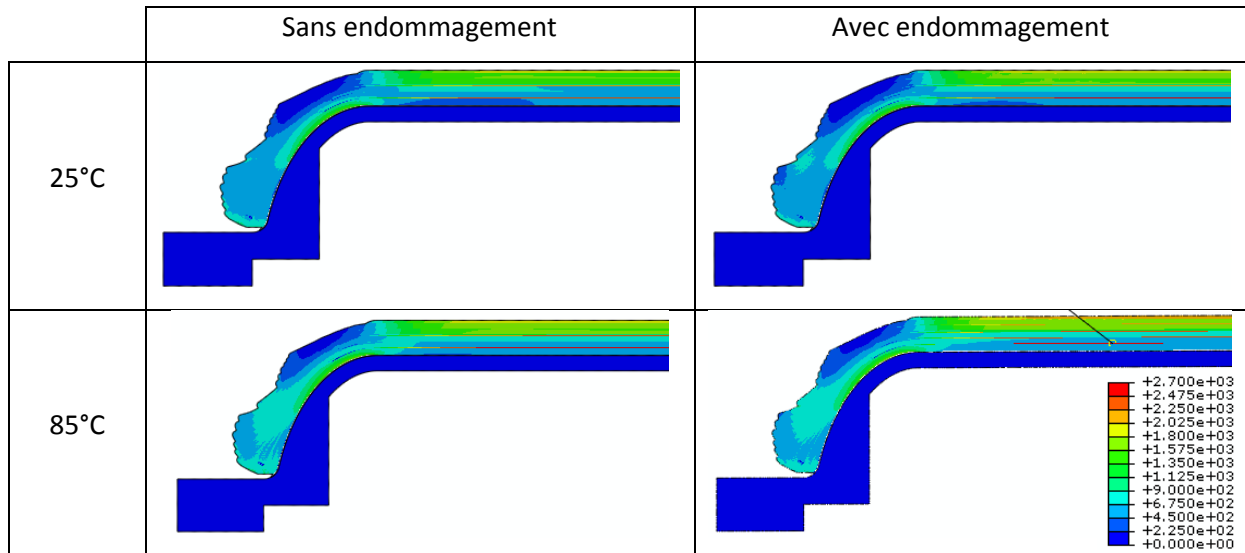 Sans endommagement
Avec endommagement
25°C
85°C
+2.700e+03
+2.475e+03
+2.250e+03
+2.025e+03
+1.800e+03
+1.575e+03
+1.350e+03
+1.125e+03
+9.000e+02
+6.750e+02
+4.500e+02
+2.250e+02
+0.000e+00